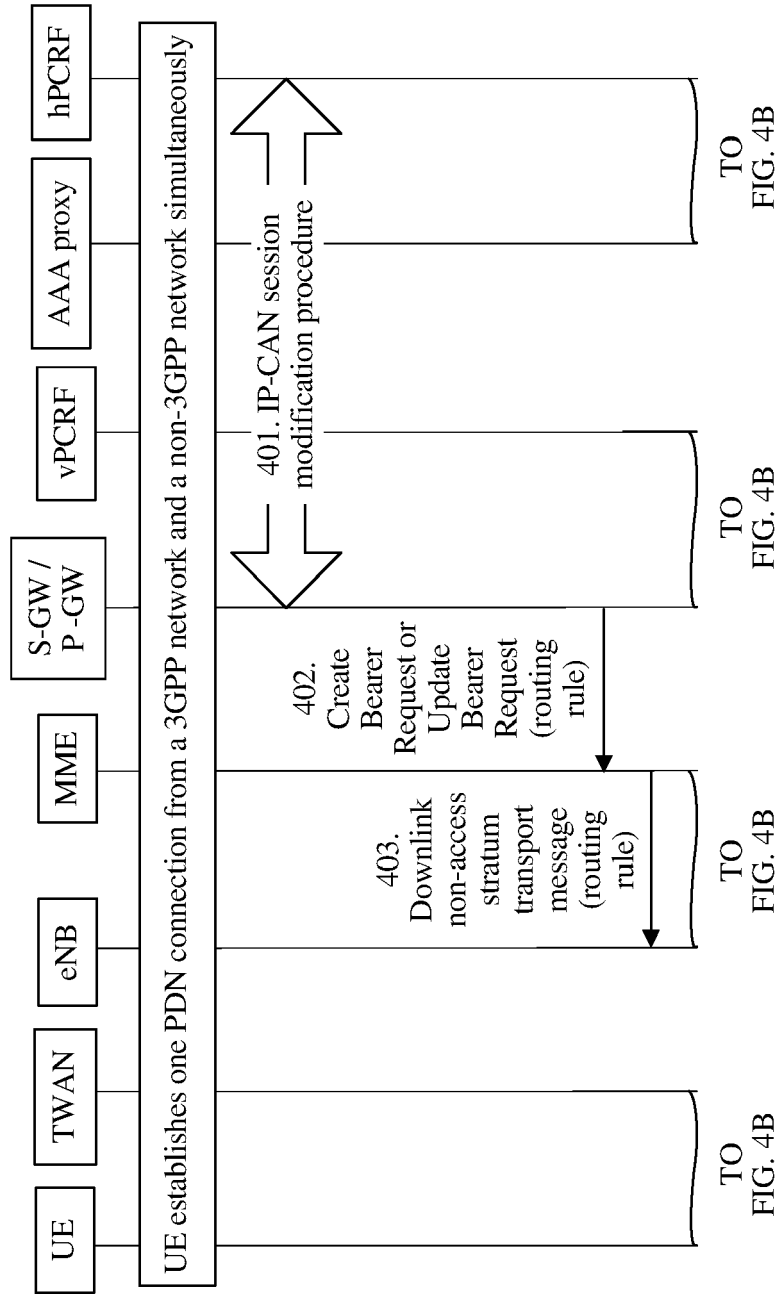 UE
TWAN
eNB
MME
S-GW /
P -GW
vPCRF
AAA proxy
hPCRF
UE establishes one PDN connection from a 3GPP network and a non-3GPP network simultaneously
401. IP-CAN session
modification procedure
402.
Create
Bearer
Request or
Update
Bearer
Request
(routing
rule)
403.
Downlink
non-access
stratum
transport
message
(routing
rule)
TO
FIG. 4B
TO
FIG. 4B
TO
FIG. 4B
TO
FIG. 4B